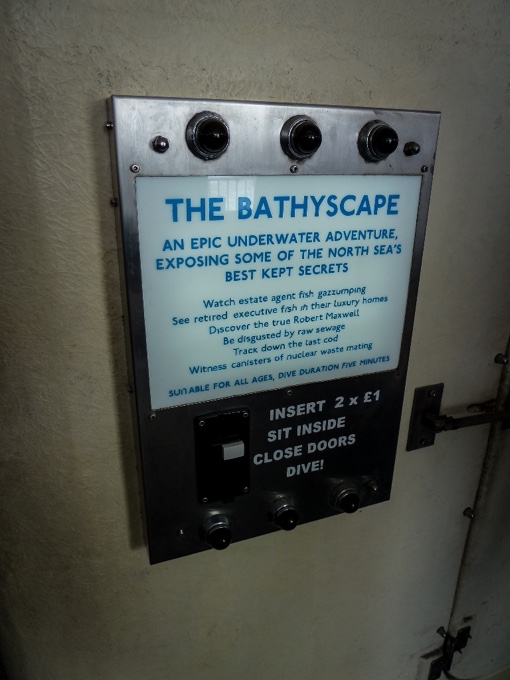 THE BATHYSCAPE
AN EPIC UNDERWATER ADVENTURE,
EXPOSING SOME OF THE NORTH SEA'S
BEST KEPT SECRETS
Watch estate agent fish gazzumping
See retired executive fish in their luxury homes
Discover the true Robert Maxwell
Be disgusted by raw sewage
Track down the last cod
Witness canisters of nuclear waste mating
SUITABLE FOR ALL AGES, DIVE DURATION FIVE MINUTES
INSERT 2 x £1
SIT INSIDE
CLOSE DOORS
DIVE!